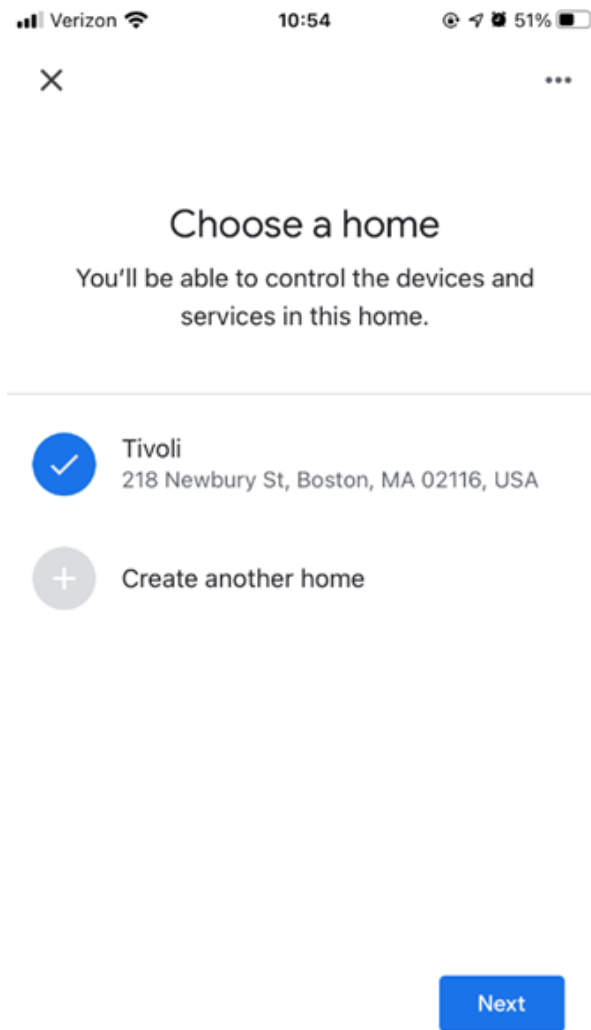 Verizon 10:54 51%
Choose a home
You'll be able to control the devices and
services in this home.
Tivoli
218 Newbury St, Boston, MA 02116, USA
Create another home
Next